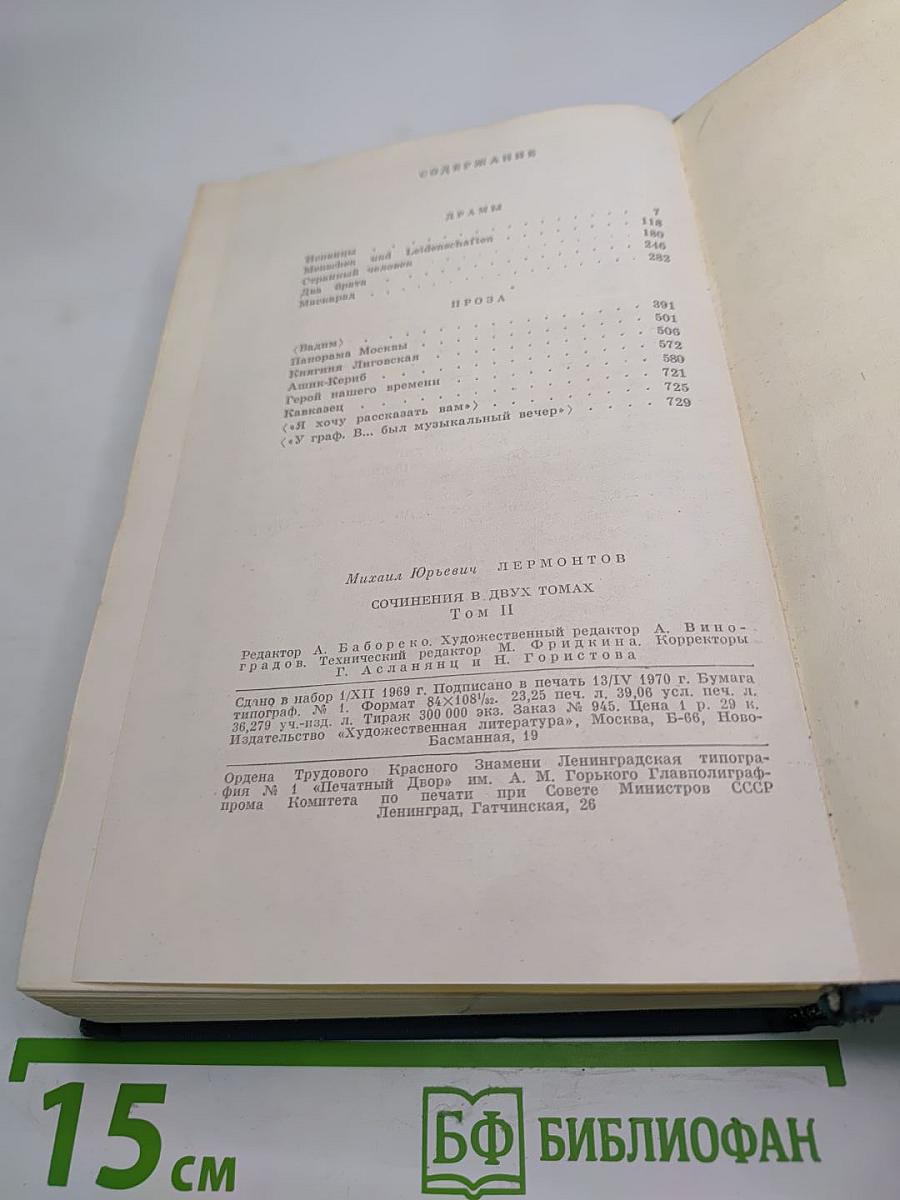 СОДЕРЖАНИЕ
ДРАМЫ
Испанцы . . . . . . . . . . . . . . 7
Menschen und Leidenschaften . . . . . . 118
Странный человек . . . . . . . . . . 180
Два брата . . . . . . . . . . . . . 246
Маскарад . . . . . . . . . . . . . 282
ПРОЗА
〈Вадим〉 . . . . . . . . . . . . . 391
Панорама Москвы . . . . . . . . . . 501
Княгиня Лиговская . . . . . . . . . . 506
Ашик-Кериб . . . . . . . . . . . . 572
Герой нашего времени . . . . . . . . . 580
Кавказец . . . . . . . . . . . . . 721
〈«Я хочу рассказать вам»〉 . . . . . . . 725
〈«У граф. В... был музыкальный вечер»〉 . . . . 729
Михаил Юрьевич ЛЕРМОНТОВ
СОЧИНЕНИЯ В ДВУХ ТОМАХ
Том II
Редактор А. Бабореко. Художественный редактор А. Вино-
градов. Технический редактор М. Фридкина. Корректоры
Г. Асланянц и Н. Гористова
Сдано в набор 1/XII 1969 г. Подписано в печать 13/IV 1970 г. Бумага
типограф. № 1. Формат 84×108¹/₃₂. 23,25 печ. л. 39,06 усл. печ. л.
36,279 уч.-изд. л. Тираж 300 000 экз. Заказ № 945. Цена 1 р. 29 к.
Издательство «Художественная литература», Москва, Б-66, Ново-
Басманная, 19
Ордена Трудового Красного Знамени Ленинградская типогра-
фия № 1 «Печатный Двор» им. А. М. Горького Главполиграф-
прома Комитета по печати при Совете Министров СССР
Ленинград, Гатчинская, 26
15 см
БФ БИБЛИОФАН